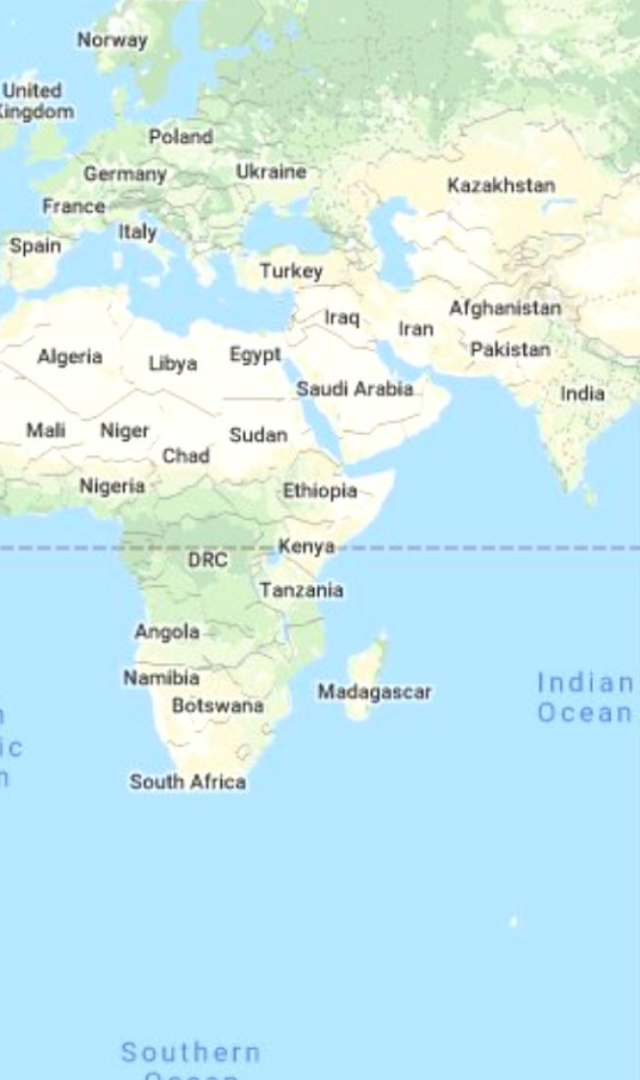 Norway
United
Kingdom
Poland
Germany
Ukraine
France
Kazakhstan
Italy
Spain
Turkey
Afghanistan
Iraq
Iran
Pakistan
Algeria
Libya
Egypt
Saudi Arabia
India
Mali
Niger
Sudan
Chad
Nigeria
Ethiopia
Kenya
DRC
Tanzania
Angola
Namibia
Madagascar
Botswana
Indian
Ocean
ic
South Africa
Southern
Ocean